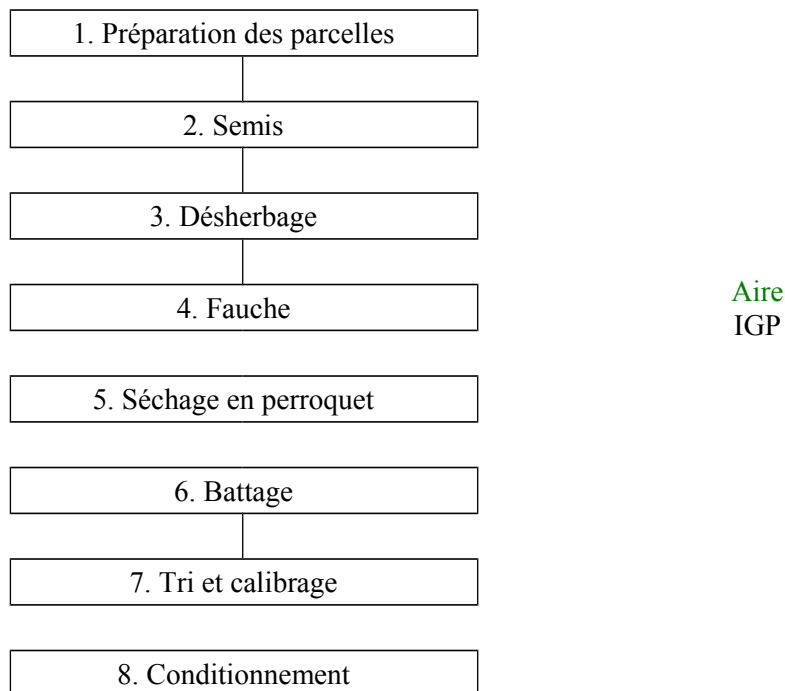 1. Préparation des parcelles
2. Semis
3. Désherbage
4. Fauche
Aire
IGP
5. Séchage en perroquet
6. Battage
7. Tri et calibrage
8. Conditionnement